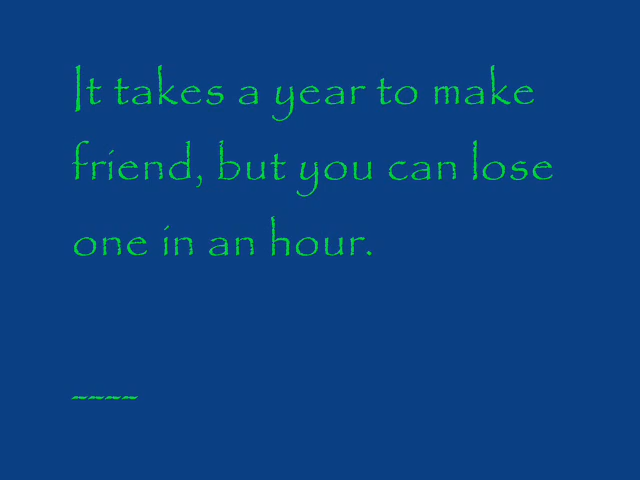 It takes a year to make
friend, but you can lose
one in an hour.
----